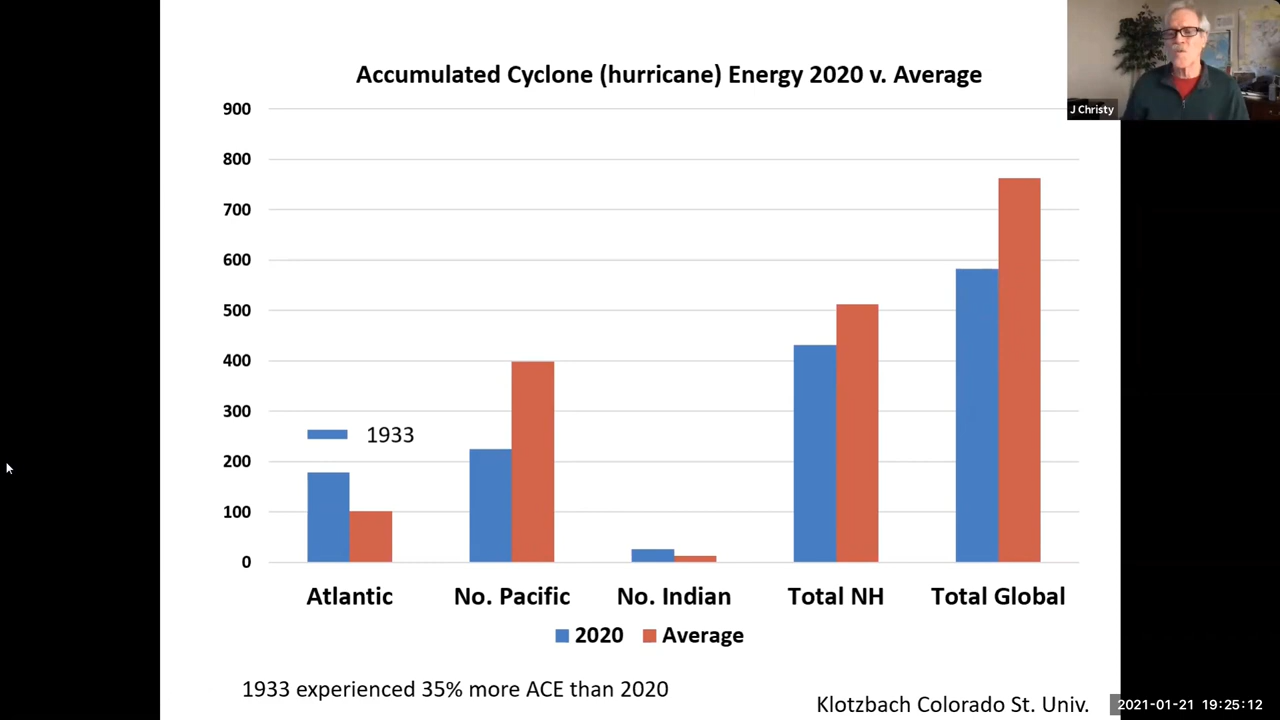 Accumulated Cyclone (hurricane) Energy 2020 v. Average
J Christy
900
800
700
600
500
400
300
200
100
0
1933
Atlantic No. Pacific No. Indian Total NH Total Global
2020 Average
1933 experienced 35% more ACE than 2020
Klotzbach Colorado St. Univ.
2021-01-21 19:25:12